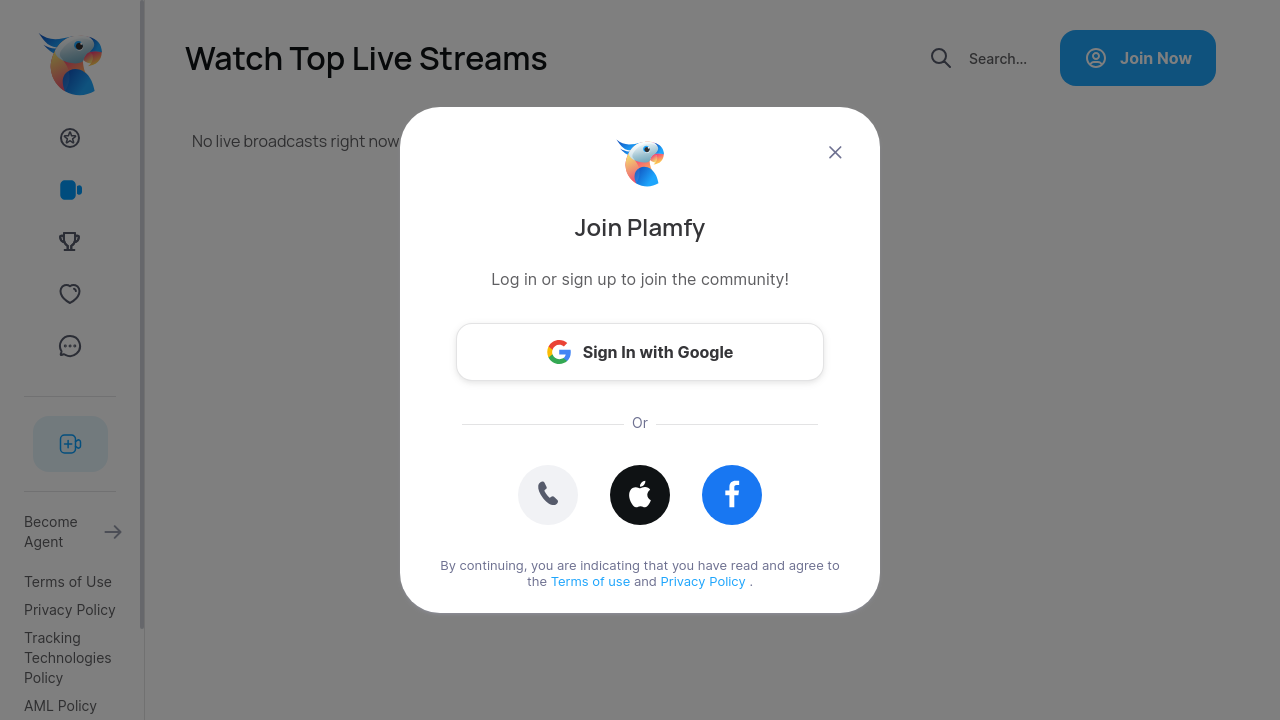 Watch Top Live Streams
Search...
Join Now
No live broadcasts right now
Join Plamfy
Log in or sign up to join the community!
Sign In with Google
Or
By continuing, you are indicating that you have read and agree to
the Terms of use and Privacy Policy .
Become
Agent
Terms of Use
Privacy Policy
Tracking
Technologies
Policy
AML Policy